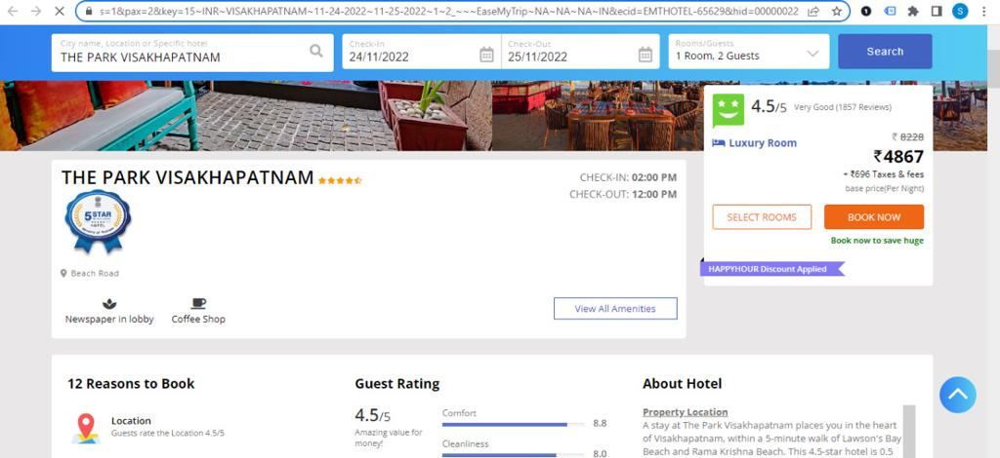 s=1&pax=2&key=15~INR~VISAKHAPATNAM~11-24-2022~11-25-2022~1~2_~~~EaseMyTrip~NA~NA~NA~IN&ecid=EMTHOTEL-65629&hid=00000022
City name, Location or Specific hotel
THE PARK VISAKHAPATNAM
Check-In
24/11/2022
Check-Out
25/11/2022
Rooms/Guests
1 Room, 2 Guests
Search
4.5/5 Very Good (1857 Reviews)
Luxury Room
₹ 8228
₹4867
+ ₹696 Taxes & fees
base price(Per Night)
SELECT ROOMS
BOOK NOW
Book now to save huge
HAPPYHOUR Discount Applied
THE PARK VISAKHAPATNAM
CHECK-IN: 02:00 PM
CHECK-OUT: 12:00 PM
5 STAR
HOTEL
Beach Road
Newspaper in lobby
Coffee Shop
View All Amenities
12 Reasons to Book
Location
Guests rate the Location 4.5/5
Guest Rating
4.5/5
Amazing value for
money!
Comfort
8.8
Cleanliness
8.0
About Hotel
Property Location
A stay at The Park Visakhapatnam places you in the heart
of Visakhapatnam, within a 5-minute walk of Lawson's Bay
Beach and Rama Krishna Beach. This 4.5-star hotel is 0.5